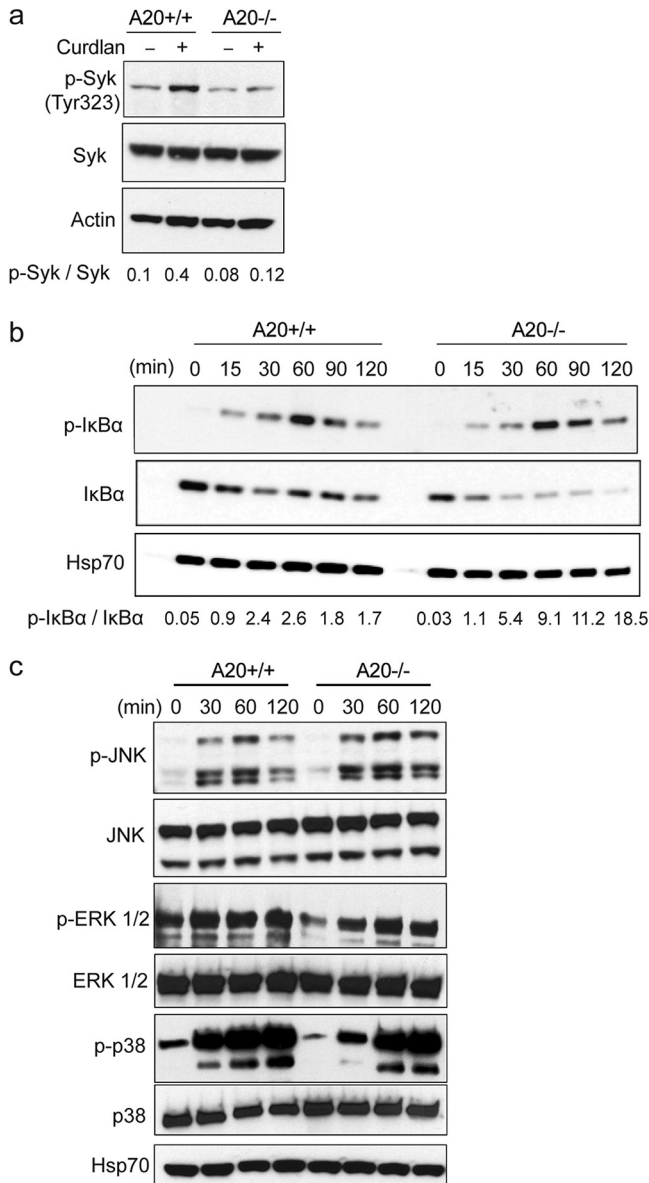 a
A20+/+ A20-/-
Curdlan – + – +
p-Syk
(Tyr323)
Syk
Actin
p-Syk / Syk 0.1 0.4 0.08 0.12
b
A20+/+ A20-/-
(min) 0 15 30 60 90 120 0 15 30 60 90 120
p-IκBα
IκBα
Hsp70
p-IκBα / IκBα 0.05 0.9 2.4 2.6 1.8 1.7 0.03 1.1 5.4 9.1 11.2 18.5
c
A20+/+ A20-/-
(min) 0 30 60 120 0 30 60 120
p-JNK
JNK
p-ERK 1/2
ERK 1/2
p-p38
p38
Hsp70